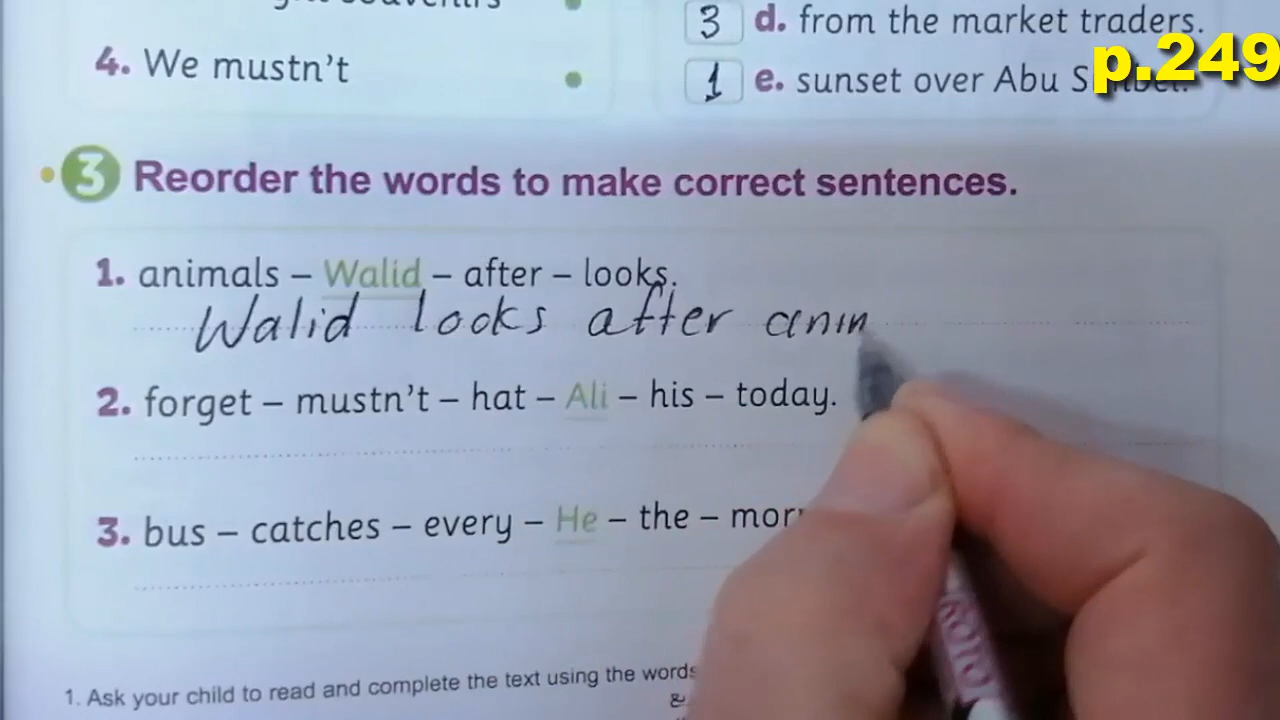 3 d. from the market traders.
4. We mustn't
p.249
1 e. sunset over Abu
3 Reorder the words to make correct sentences.
1. animals – Walid – after – looks.
Walid looks after anim
2. forget – mustn't – hat – Ali – his – today.
3. bus – catches – every – He – the –
1. Ask your child to read and complete the text using the words
&